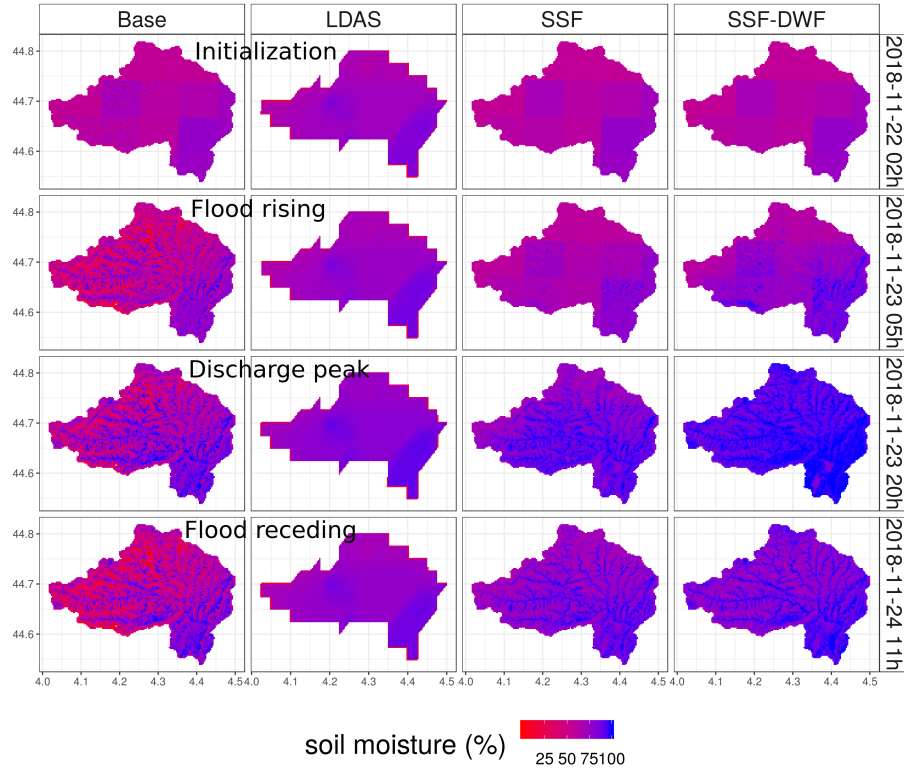 Base LDAS SSF SSF-DWF
Initialization
44.8
44.7
44.6
2018-11-22 02h
Flood rising
44.8
44.7
44.6
2018-11-23 05h
Discharge peak
44.8
44.7
44.6
2018-11-23 20h
Flood receding
44.8
44.7
44.6
2018-11-24 11h
4.0 4.1 4.2 4.3 4.4 4.5 4.0 4.1 4.2 4.3 4.4 4.5 4.0 4.1 4.2 4.3 4.4 4.5 4.0 4.1 4.2 4.3 4.4 4.5
soil moisture (%)
25 50 75 100